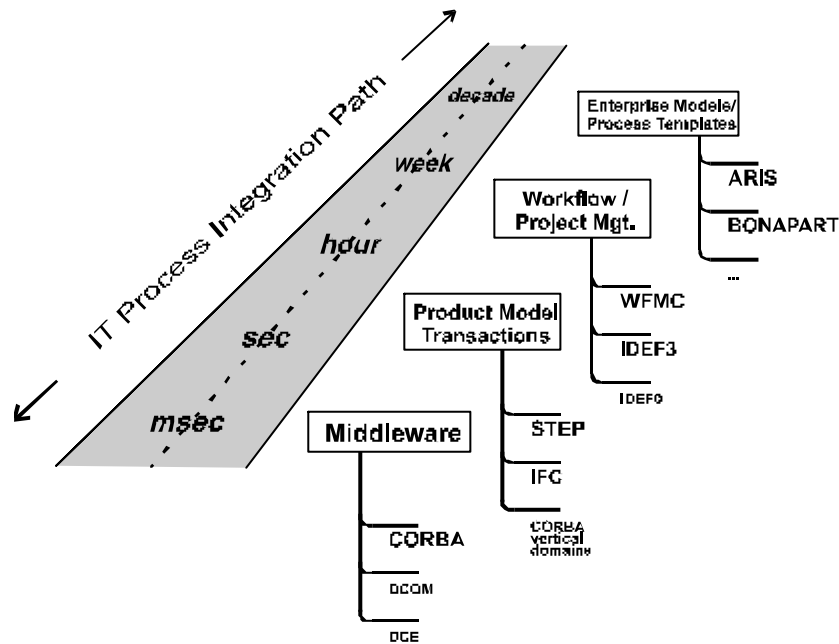 IT Process Integration Path
decade
week
hour
sec
msec
Enterprise Models/
Process Templates
ARIS
BONAPART
...
Workflow /
Project Mgt.
WFMC
IDEF3
IDEF0
Product Model
Transactions
STEP
IFC
CORBA
vertical
domains
Middleware
CORBA
DCOM
DCE